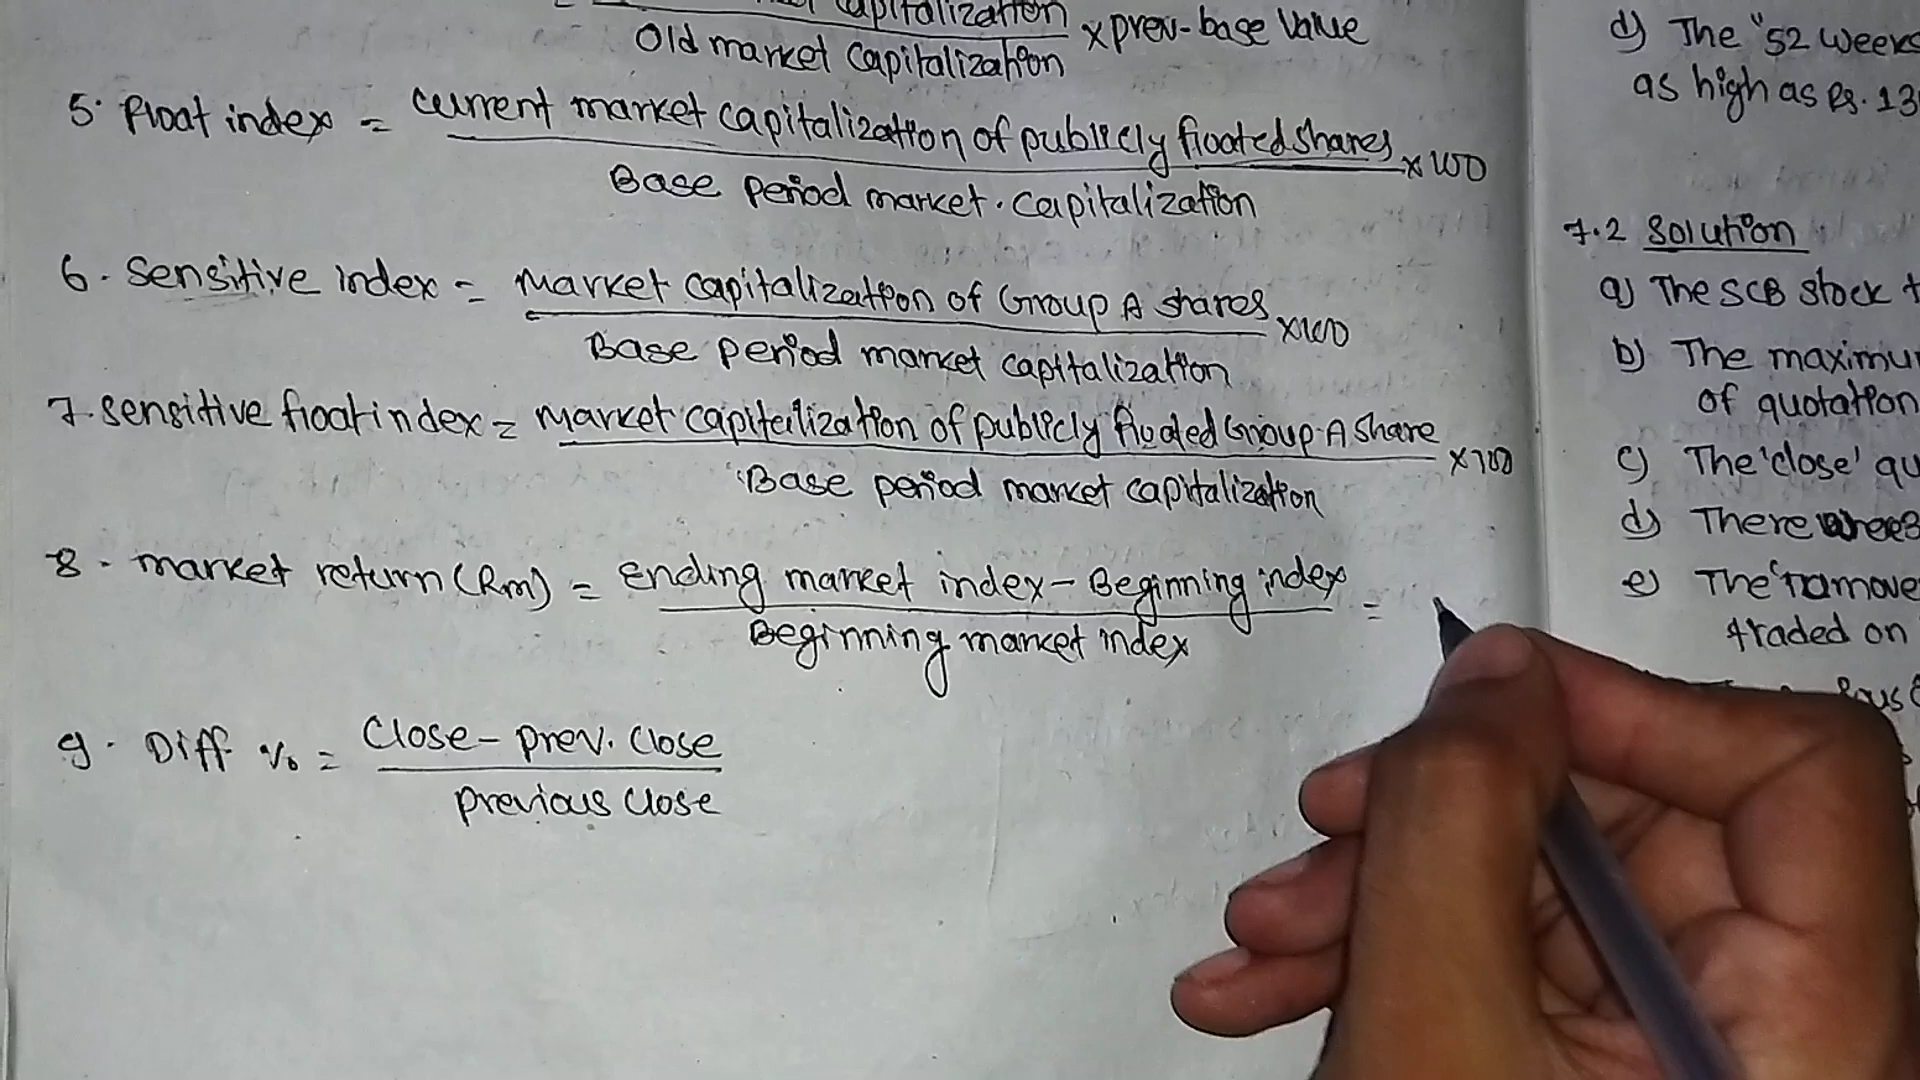 capitalization
Old market capitalization × prev-base Value
5. Float index = current market capitalization of publicly floated shares × 100
Base period market capitalization
6. Sensitive index = Market capitalization of Group A shares × 100
Base period market capitalization
7. Sensitive float index = Market capitalization of publicly floated Group A share × 100
Base period market capitalization
8. market return (Rm) = Ending market index - Beginning index =
Beginning market index
9. Diff % = Close - prev. Close
previous close
d) The "52 weeks
as high as Rs. 13
7.2 Solution
a) The SCB stock
b) The maximu
of quotation
c) The 'close' qu
d) There
e) The
traded on